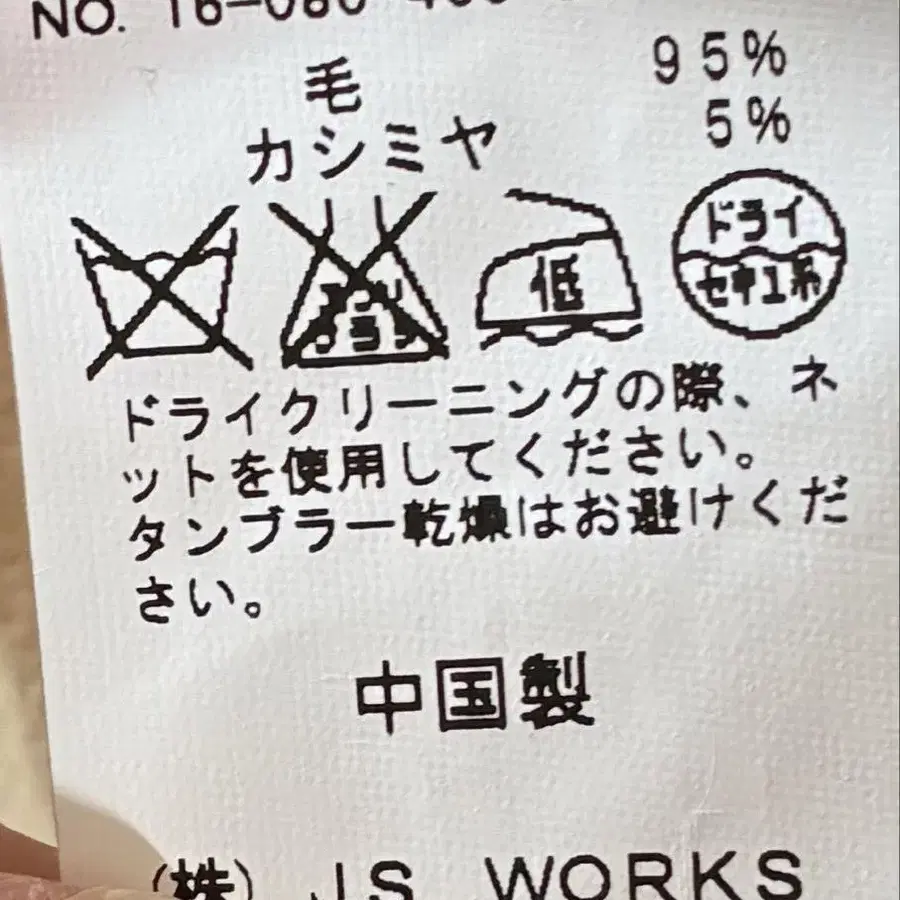 NO. 16-080
毛 95%
カシミヤ 5%
エンソ
サラシ
低
ドライ
セキユ系
ドライクリーニングの際、ネ
ットを使用してください。
タンブラー乾燥はお避けくだ
さい。
中国製
(株) JS WORKS